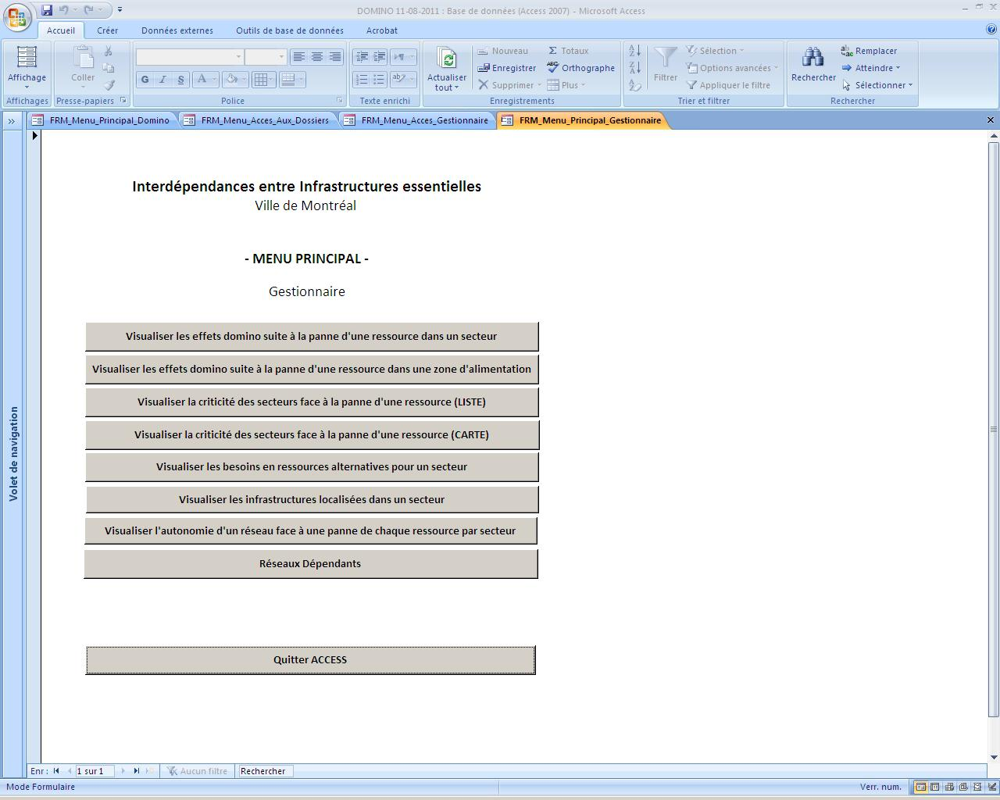 DOMINO 11-08-2011 : Base de données (Access 2007) - Microsoft Access
Accueil Créer Données externes Outils de base de données Acrobat
Nouveau Totaux Sélection Remplacer
Enregistrer Orthographe Options avancées Atteindre
Affichage Coller G I S A Actualiser tout Supprimer Plus Filtrer Appliquer le filtre Rechercher Sélectionner
Affichages Presse-papiers Police Texte enrichi Enregistrements Trier et filtrer Rechercher
FRM_Menu_Principal_Domino FRM_Menu_Acces_Aux_Dossiers FRM_Menu_Acces_Gestionnaire FRM_Menu_Principal_Gestionnaire
Volet de navigation
Interdépendances entre Infrastructures essentielles
Ville de Montréal
- MENU PRINCIPAL -
Gestionnaire
Visualiser les effets domino suite à la panne d'une ressource dans un secteur
Visualiser les effets domino suite à la panne d'une ressource dans une zone d'alimentation
Visualiser la criticité des secteurs face à la panne d'une ressource (LISTE)
Visualiser la criticité des secteurs face à la panne d'une ressource (CARTE)
Visualiser les besoins en ressources alternatives pour un secteur
Visualiser les infrastructures localisées dans un secteur
Visualiser l'autonomie d'un réseau face à une panne de chaque ressource par secteur
Réseaux Dépendants
Quitter ACCESS
Enr : 1 sur 1 Aucun filtre Rechercher
Mode Formulaire Verr. num.